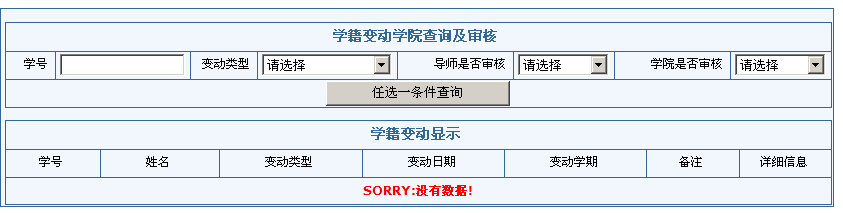 学籍变动学院查询及审核
学号 变动类型 请选择 导师是否审核 请选择 学院是否审核 请选择
任选一条件查询
学籍变动显示
学号 姓名 变动类型 变动日期 变动学期 备注 详细信息
SORRY:没有数据!